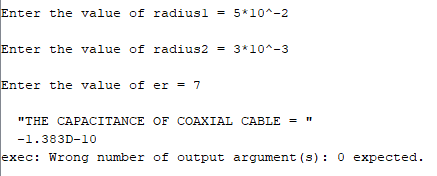 Enter the value of radius1 = 5*10^-2
Enter the value of radius2 = 3*10^-3
Enter the value of er = 7
"THE CAPACITANCE OF COAXIAL CABLE = "
-1.383D-10
exec: Wrong number of output argument(s): 0 expected.